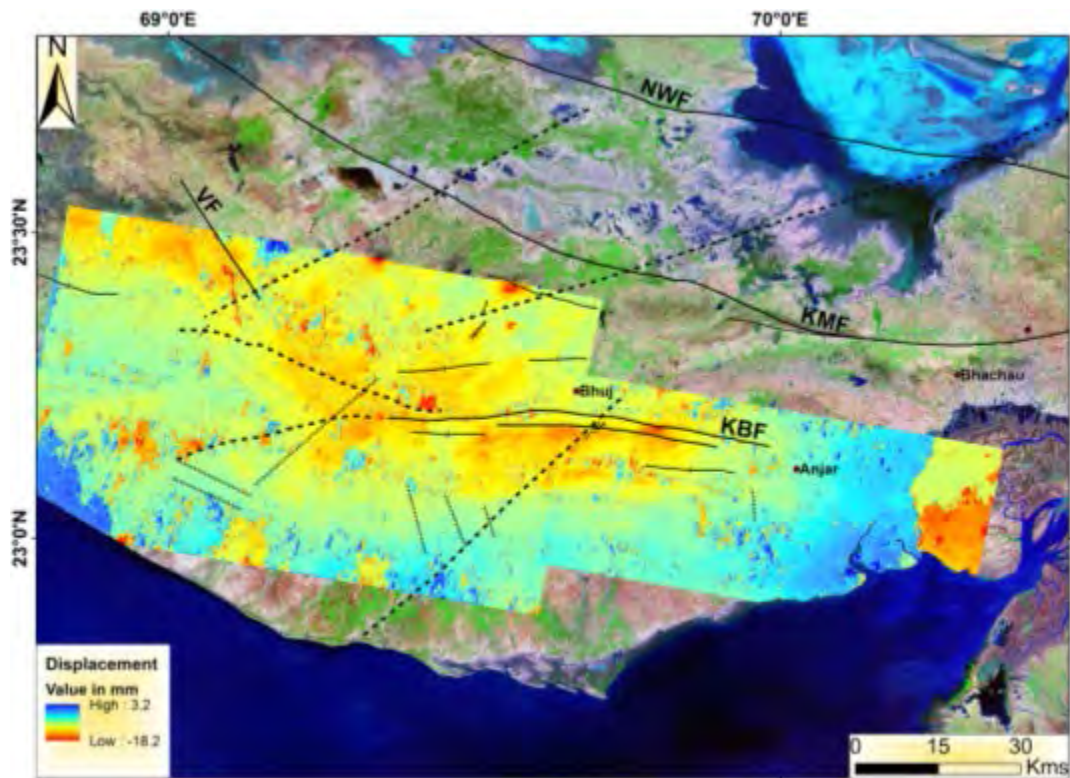 69°0'E
70°0'E
N
NWF
VF
23°30'N
KMF
Bhachau
Bhuj
KBF
Anjar
23°0'N
Displacement
Value in mm
High : 3.2
Low : -18.2
0 15 30
Kms